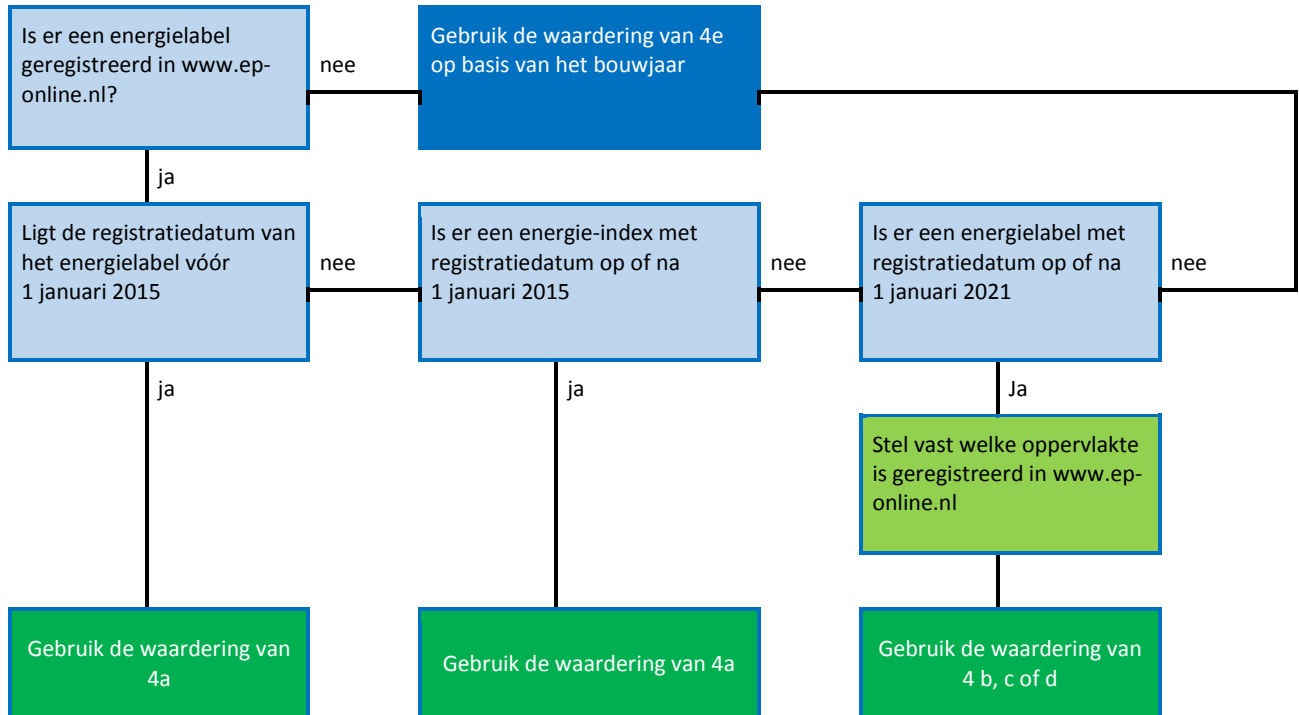 Is er een energielabel
geregistreerd in www.ep-
online.nl?
nee
Gebruik de waardering van 4e
op basis van het bouwjaar
ja
Ligt de registratiedatum van
het energielabel vóór
1 januari 2015
nee
Is er een energie-index met
registratiedatum op of na
1 januari 2015
nee
Is er een energielabel met
registratiedatum op of na
1 januari 2021
nee
ja
ja
Ja
Stel vast welke oppervlakte
is geregistreerd in www.ep-
online.nl
Gebruik de waardering van
4a
Gebruik de waardering van 4a
Gebruik de waardering van
4 b, c of d